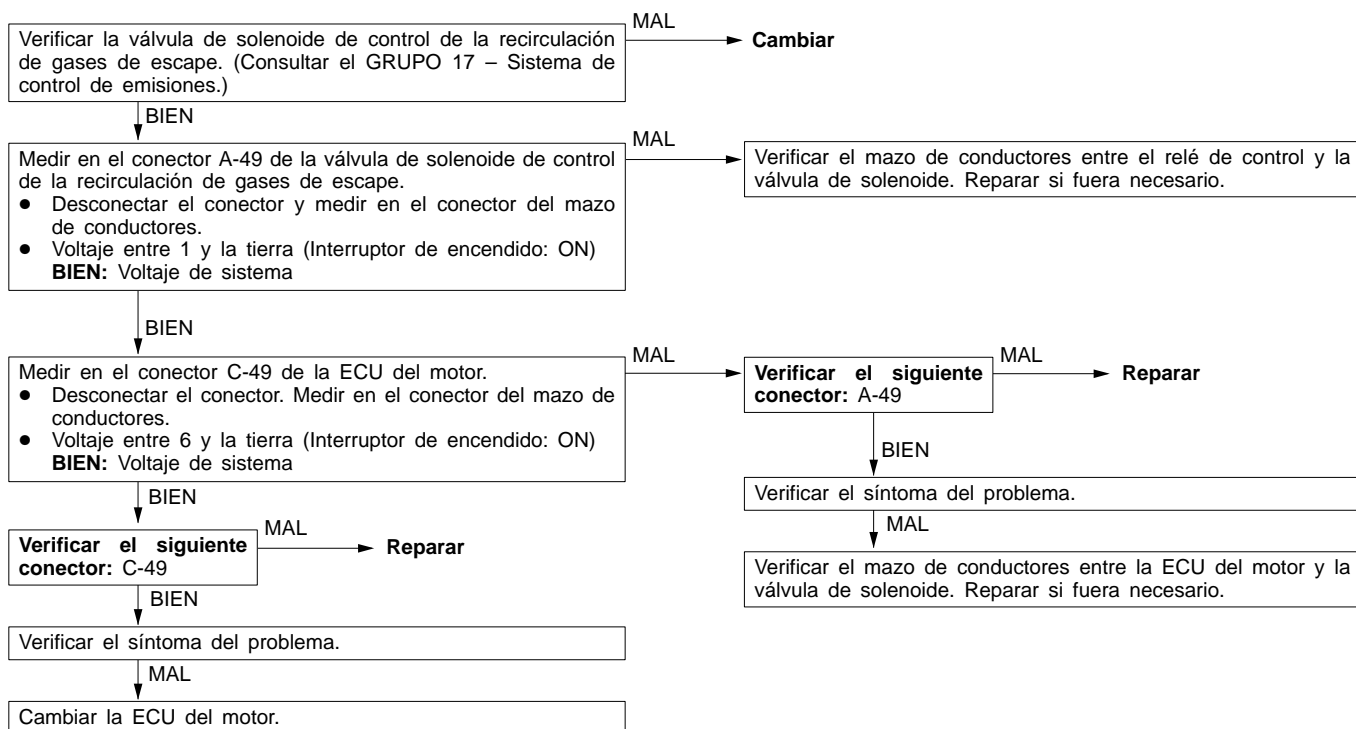 MAL
Verificar la válvula de solenoide de control de la recirculación
de gases de escape. (Consultar el GRUPO 17 – Sistema de
control de emisiones.)
Cambiar
BIEN
MAL
Medir en el conector A-49 de la válvula de solenoide de control
de la recirculación de gases de escape.
● Desconectar el conector y medir en el conector del mazo
de conductores.
● Voltaje entre 1 y la tierra (Interruptor de encendido: ON)
BIEN: Voltaje de sistema
Verificar el mazo de conductores entre el relé de control y la
válvula de solenoide. Reparar si fuera necesario.
BIEN
MAL
Medir en el conector C-49 de la ECU del motor.
● Desconectar el conector. Medir en el conector del mazo de
conductores.
● Voltaje entre 6 y la tierra (Interruptor de encendido: ON)
BIEN: Voltaje de sistema
Verificar el siguiente
conector: A-49
MAL
Reparar
BIEN
Verificar el síntoma del problema.
MAL
Verificar el mazo de conductores entre la ECU del motor y la
válvula de solenoide. Reparar si fuera necesario.
BIEN
Verificar el siguiente
conector: C-49
MAL
Reparar
BIEN
Verificar el síntoma del problema.
MAL
Cambiar la ECU del motor.